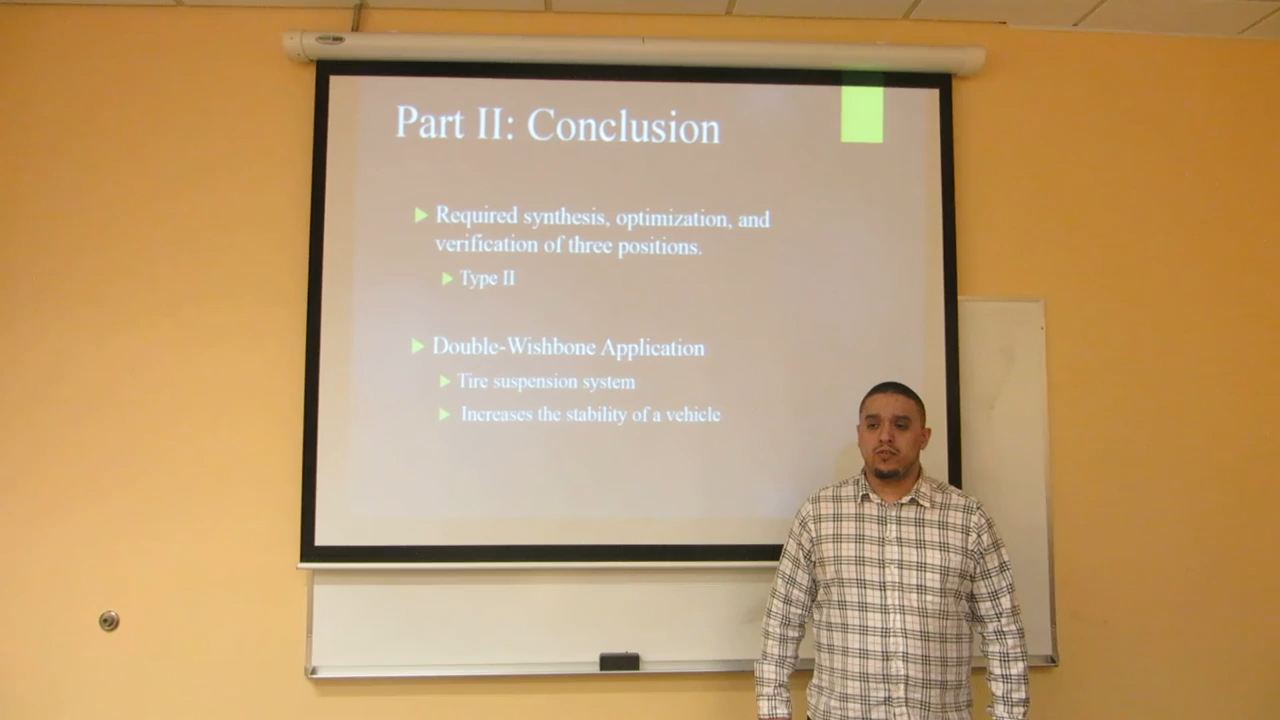 Part II: Conclusion
Required synthesis, optimization, and
verification of three positions.
Type II
Double-Wishbone Application
Tire suspension system
Increases the stability of a vehicle